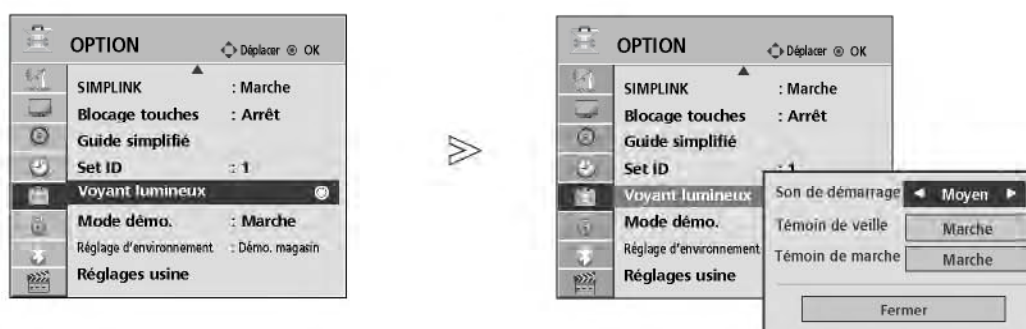 OPTION
Déplacer OK
SIMPLINK : Marche
Blocage touches : Arrêt
Guide simplifié
Set ID : 1
Voyant lumineux
Mode démo. : Marche
Réglage d'environnement : Démo. magasin
Réglages usine
OPTION
Déplacer OK
SIMPLINK : Marche
Blocage touches : Arrêt
Guide simplifié
Set ID : 1
Voyant lumineux
Mode démo.
Réglage d'environnement
Réglages usine
Son de démarrage Moyen
Témoin de veille Marche
Témoin de marche Marche
Fermer